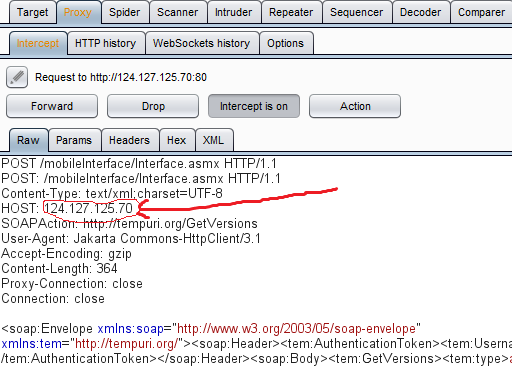 Target Proxy Spider Scanner Intruder Repeater Sequencer Decoder Comparer
Intercept HTTP history WebSockets history Options
Request to http://124.127.125.70:80
Forward Drop Intercept is on Action
Raw Params Headers Hex XML
POST /mobileInterface/Interface.asmx HTTP/1.1
POST: /mobileInterface/Interface.asmx HTTP/1.1
Content-Type: text/xml;charset=UTF-8
HOST: 124.127.125.70
SOAPAction: http://tempuri.org/GetVersions
User-Agent: Jakarta Commons-HttpClient/3.1
Accept-Encoding: gzip
Content-Length: 364
Proxy-Connection: close
Connection: close
<soap:Envelope xmlns:soap="http://www.w3.org/2003/05/soap-envelope"
xmlns:tem="http://tempuri.org/"><soap:Header><tem:AuthenticationToken><tem:Userna
/tem:AuthenticationToken></soap:Header><soap:Body><tem:GetVersions><tem:type>a